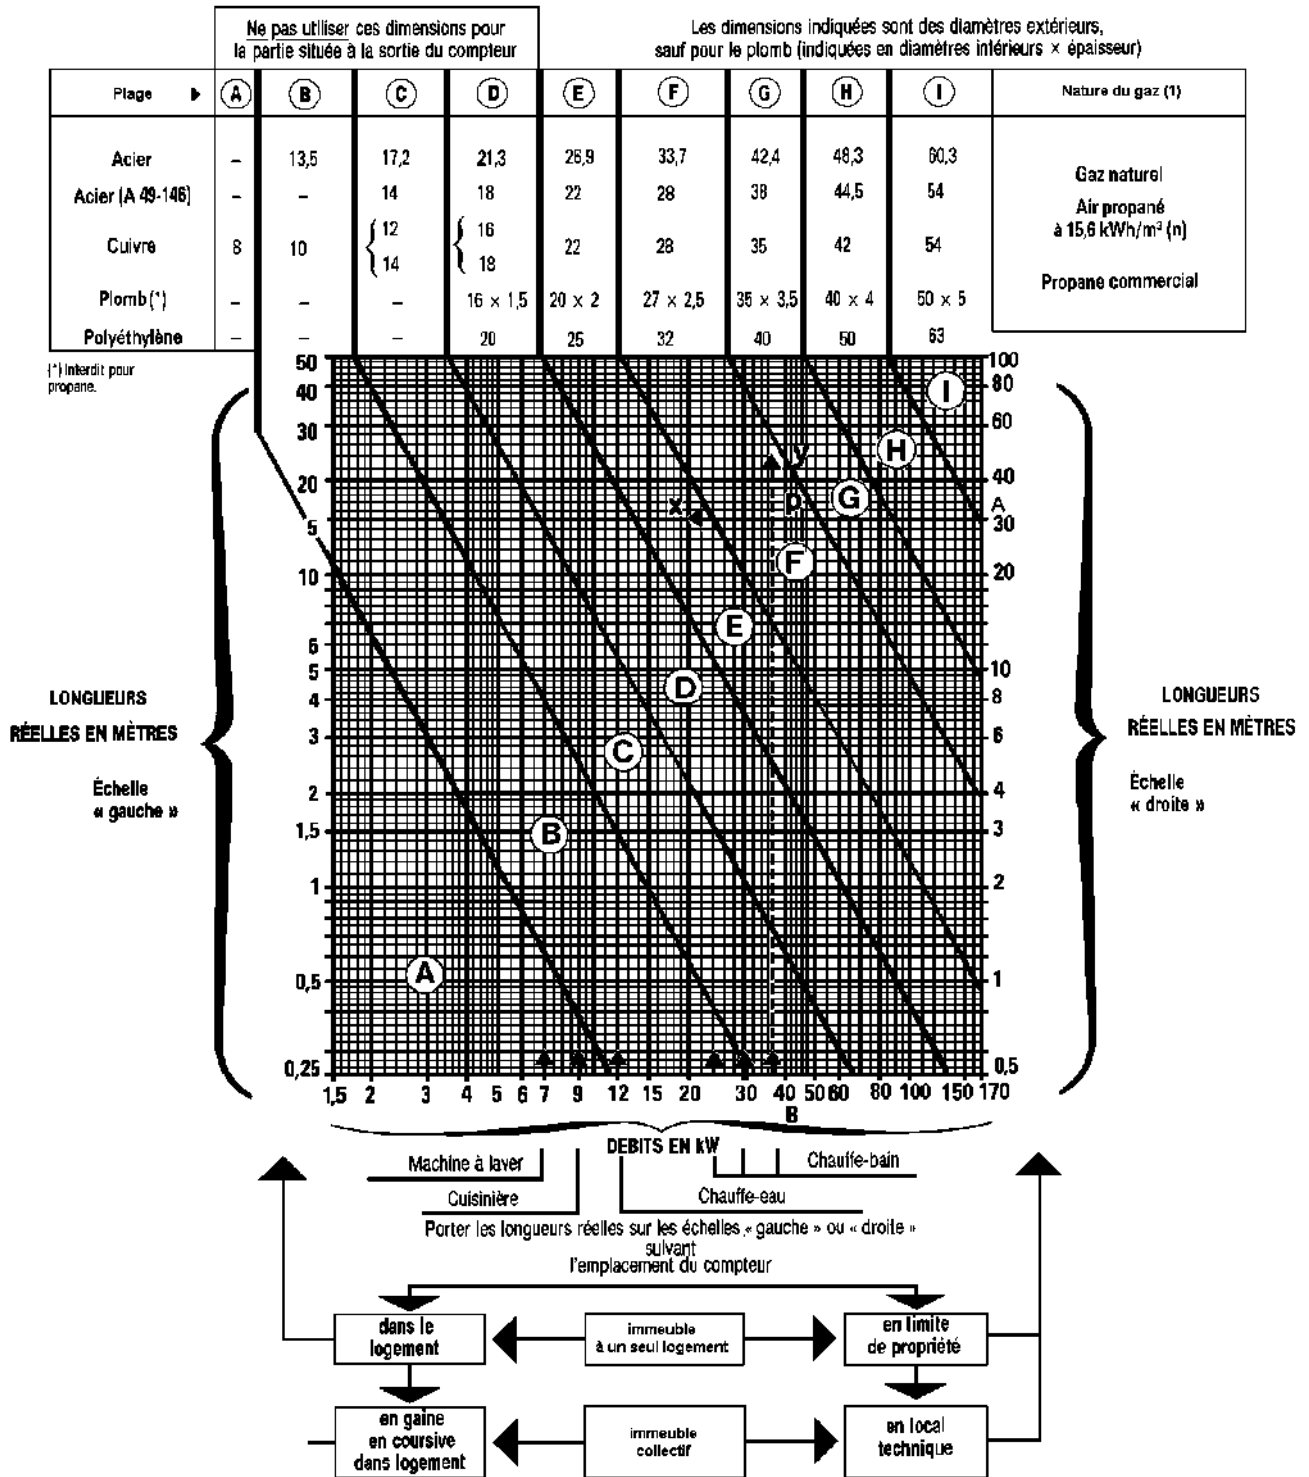 Ne pas utiliser ces dimensions pour
la partie située à la sortie du compteur
Les dimensions indiquées sont des diamètres extérieurs,
sauf pour le plomb (indiquées en diamètres intérieurs × épaisseur)
Plage A B C D E F G H I Nature du gaz (1)
Acier – 13,5 17,2 21,3 26,9 33,7 42,4 48,3 60,3
Acier (A 49-146) – – 14 18 22 28 38 44,5 54
Cuivre 8 10 12 14 16 18 22 28 35 42 54
Plomb (*) – – – 16 × 1,5 20 × 2 27 × 2,5 35 × 3,5 40 × 4 50 × 5
Polyéthylène – – – 20 25 32 40 50 63
Gaz naturel
Air propané
à 15,6 kWh/m³ (n)
Propane commercial
(*) Interdit pour
propane.
50 100
40 80
30 60
20 40
A
5 30
10 20
6
5 10
4 8
3 6
2 4
1,5 3
1 2
0,5 1
0,25 0,5
I
H
y
G
p
x
F
E
D
C
B
A
LONGUEURS
RÉELLES EN MÈTRES
Échelle
« gauche »
LONGUEURS
RÉELLES EN MÈTRES
Échelle
« droite »
1,5 2 3 4 5 6 7 9 12 15 20 30 40 50 60 80 100 150 170
B
DEBITS EN kW
Machine à laver
Chauffe-bain
Cuisinière
Chauffe-eau
Porter les longueurs réelles sur les échelles « gauche » ou « droite »
suivant
l'emplacement du compteur
dans le
logement
immeuble
à un seul logement
en limite
de propriété
en gaine
en coursive
dans logement
immeuble
collectif
en local
technique